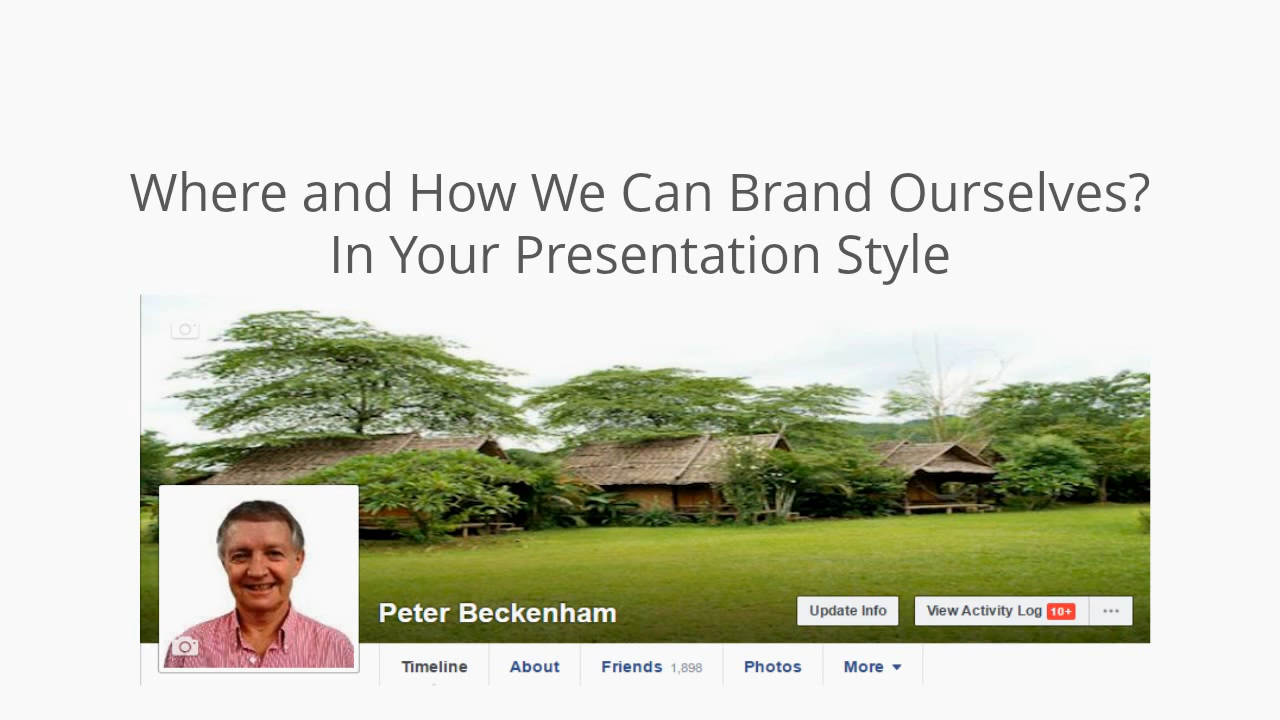 Where and How We Can Brand Ourselves?
In Your Presentation Style
Peter Beckenham
Update Info View Activity Log 10+ ...
Timeline About Friends 1,898 Photos More